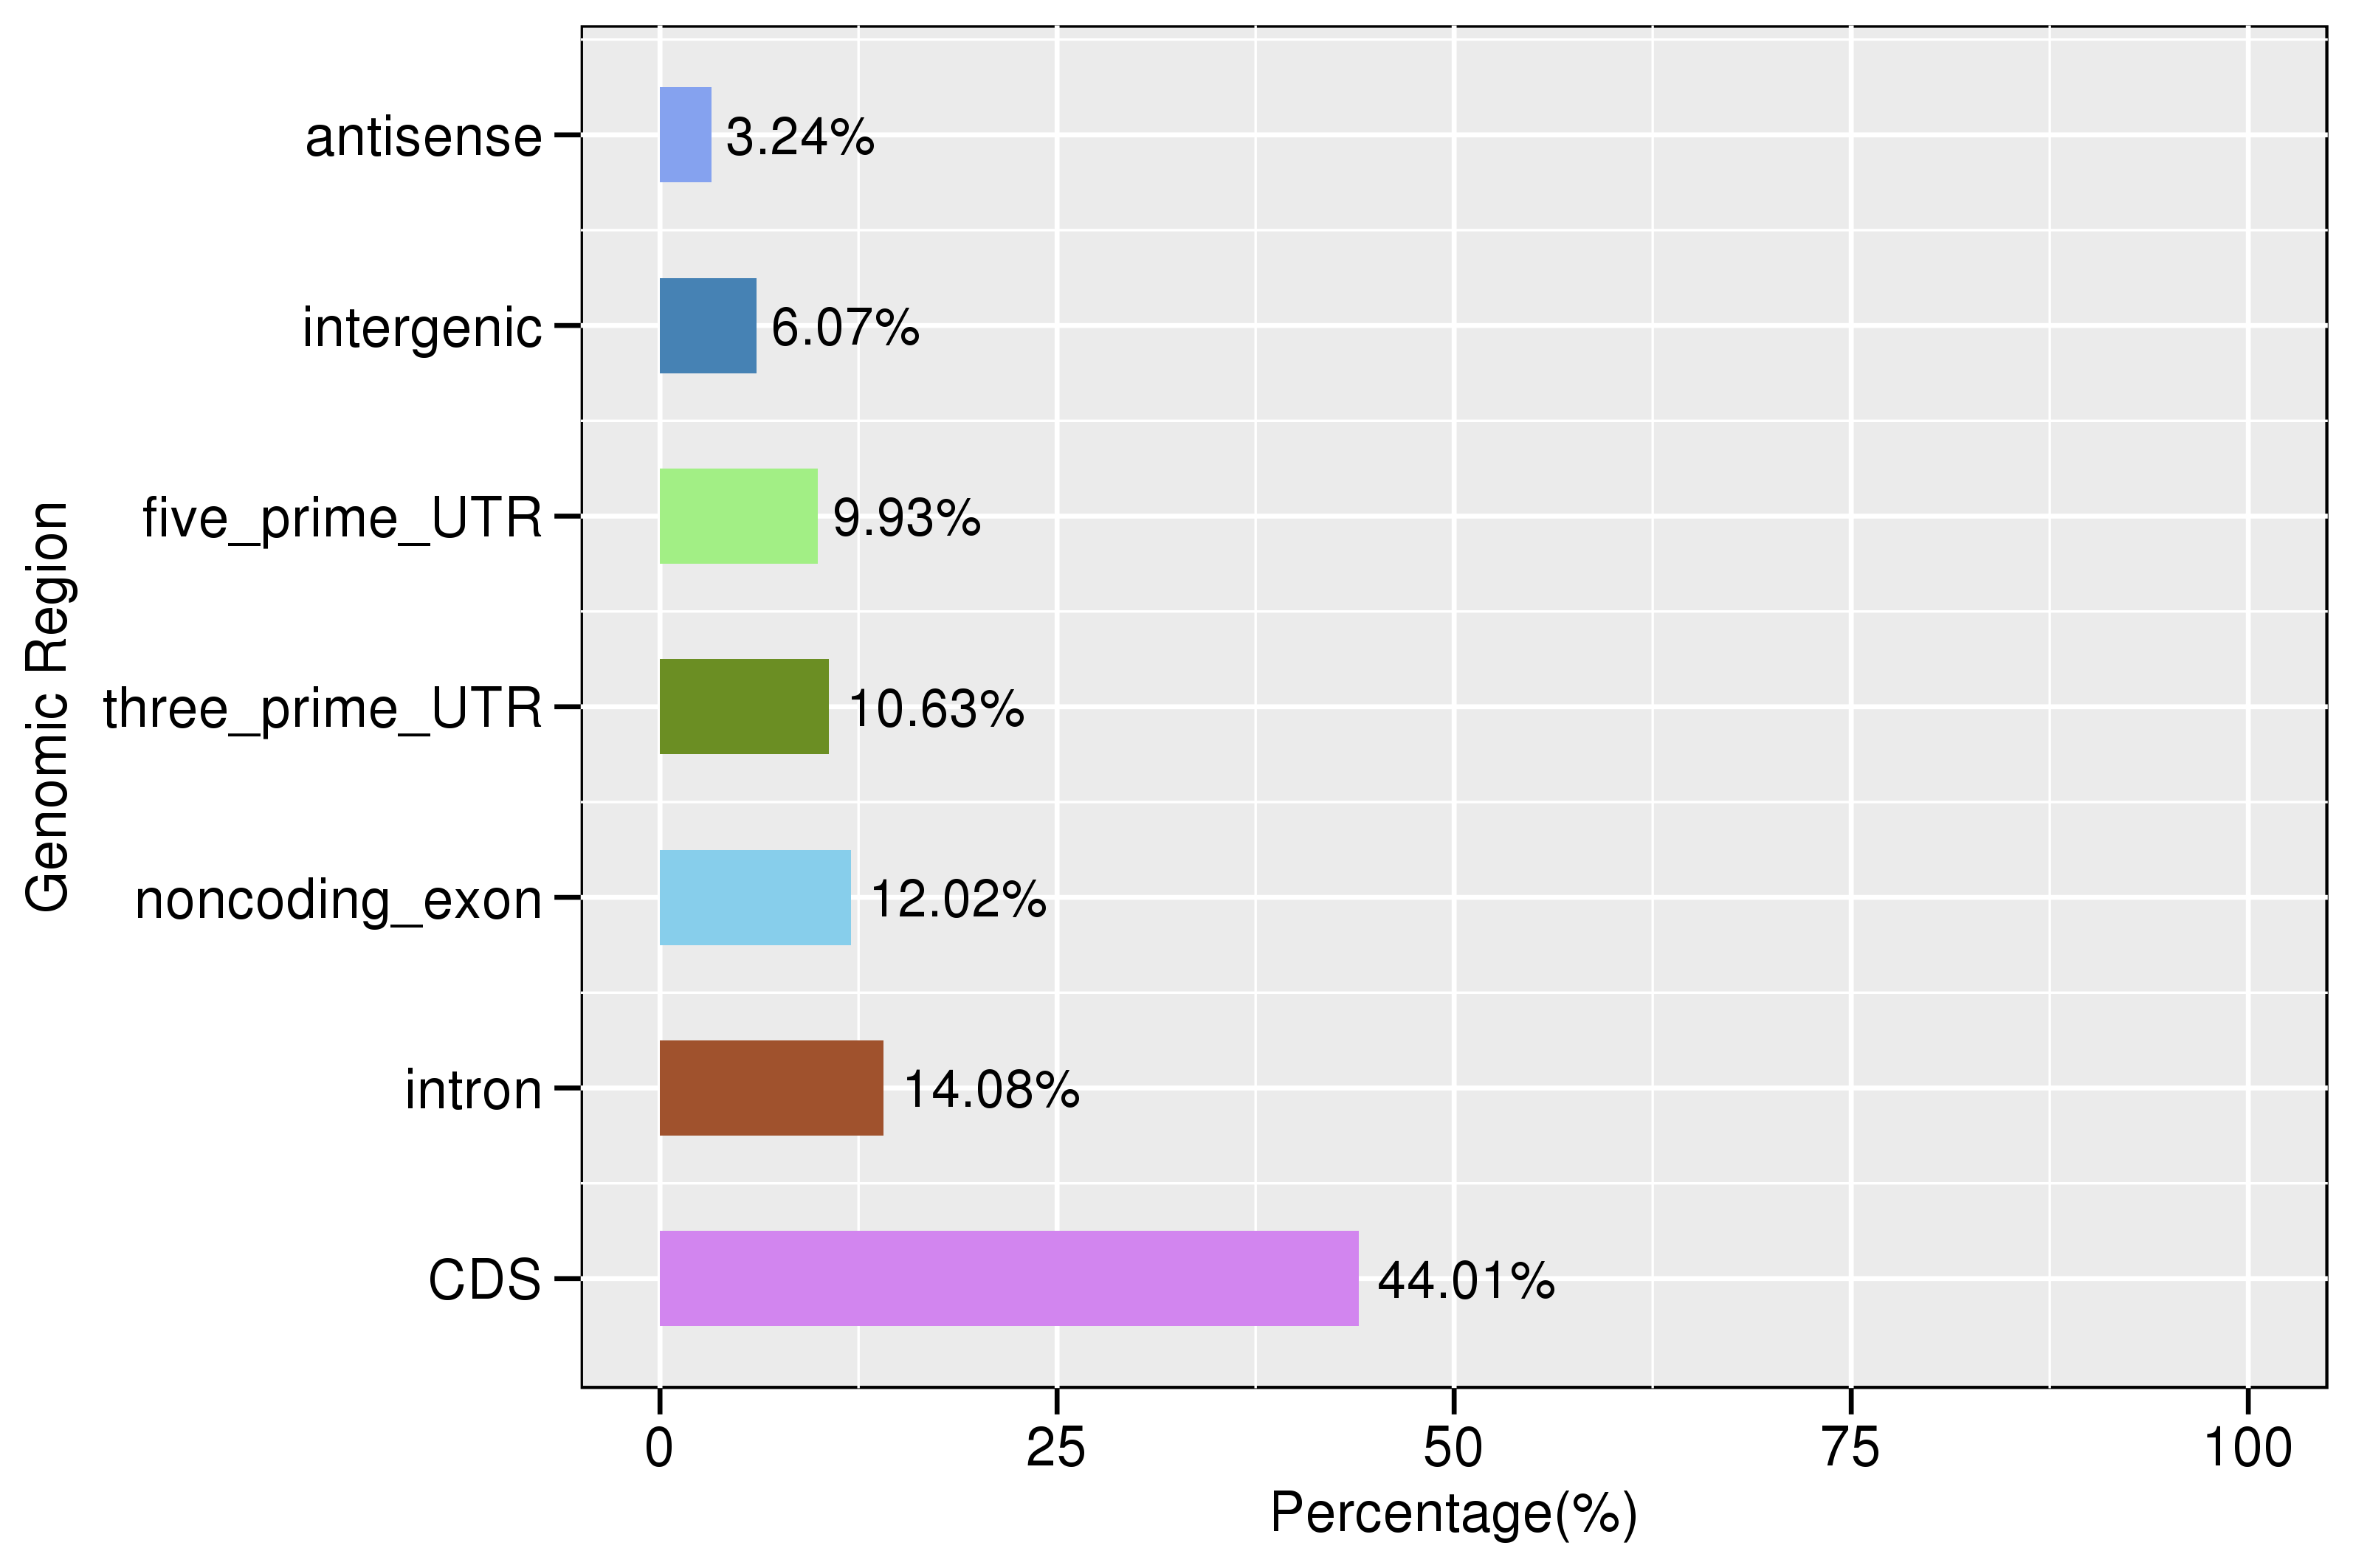 Genomic Region
antisense
3.24%
intergenic
6.07%
five_prime_UTR
9.93%
three_prime_UTR
10.63%
noncoding_exon
12.02%
intron
14.08%
CDS
44.01%
0 25 50 75 100
Percentage(%)